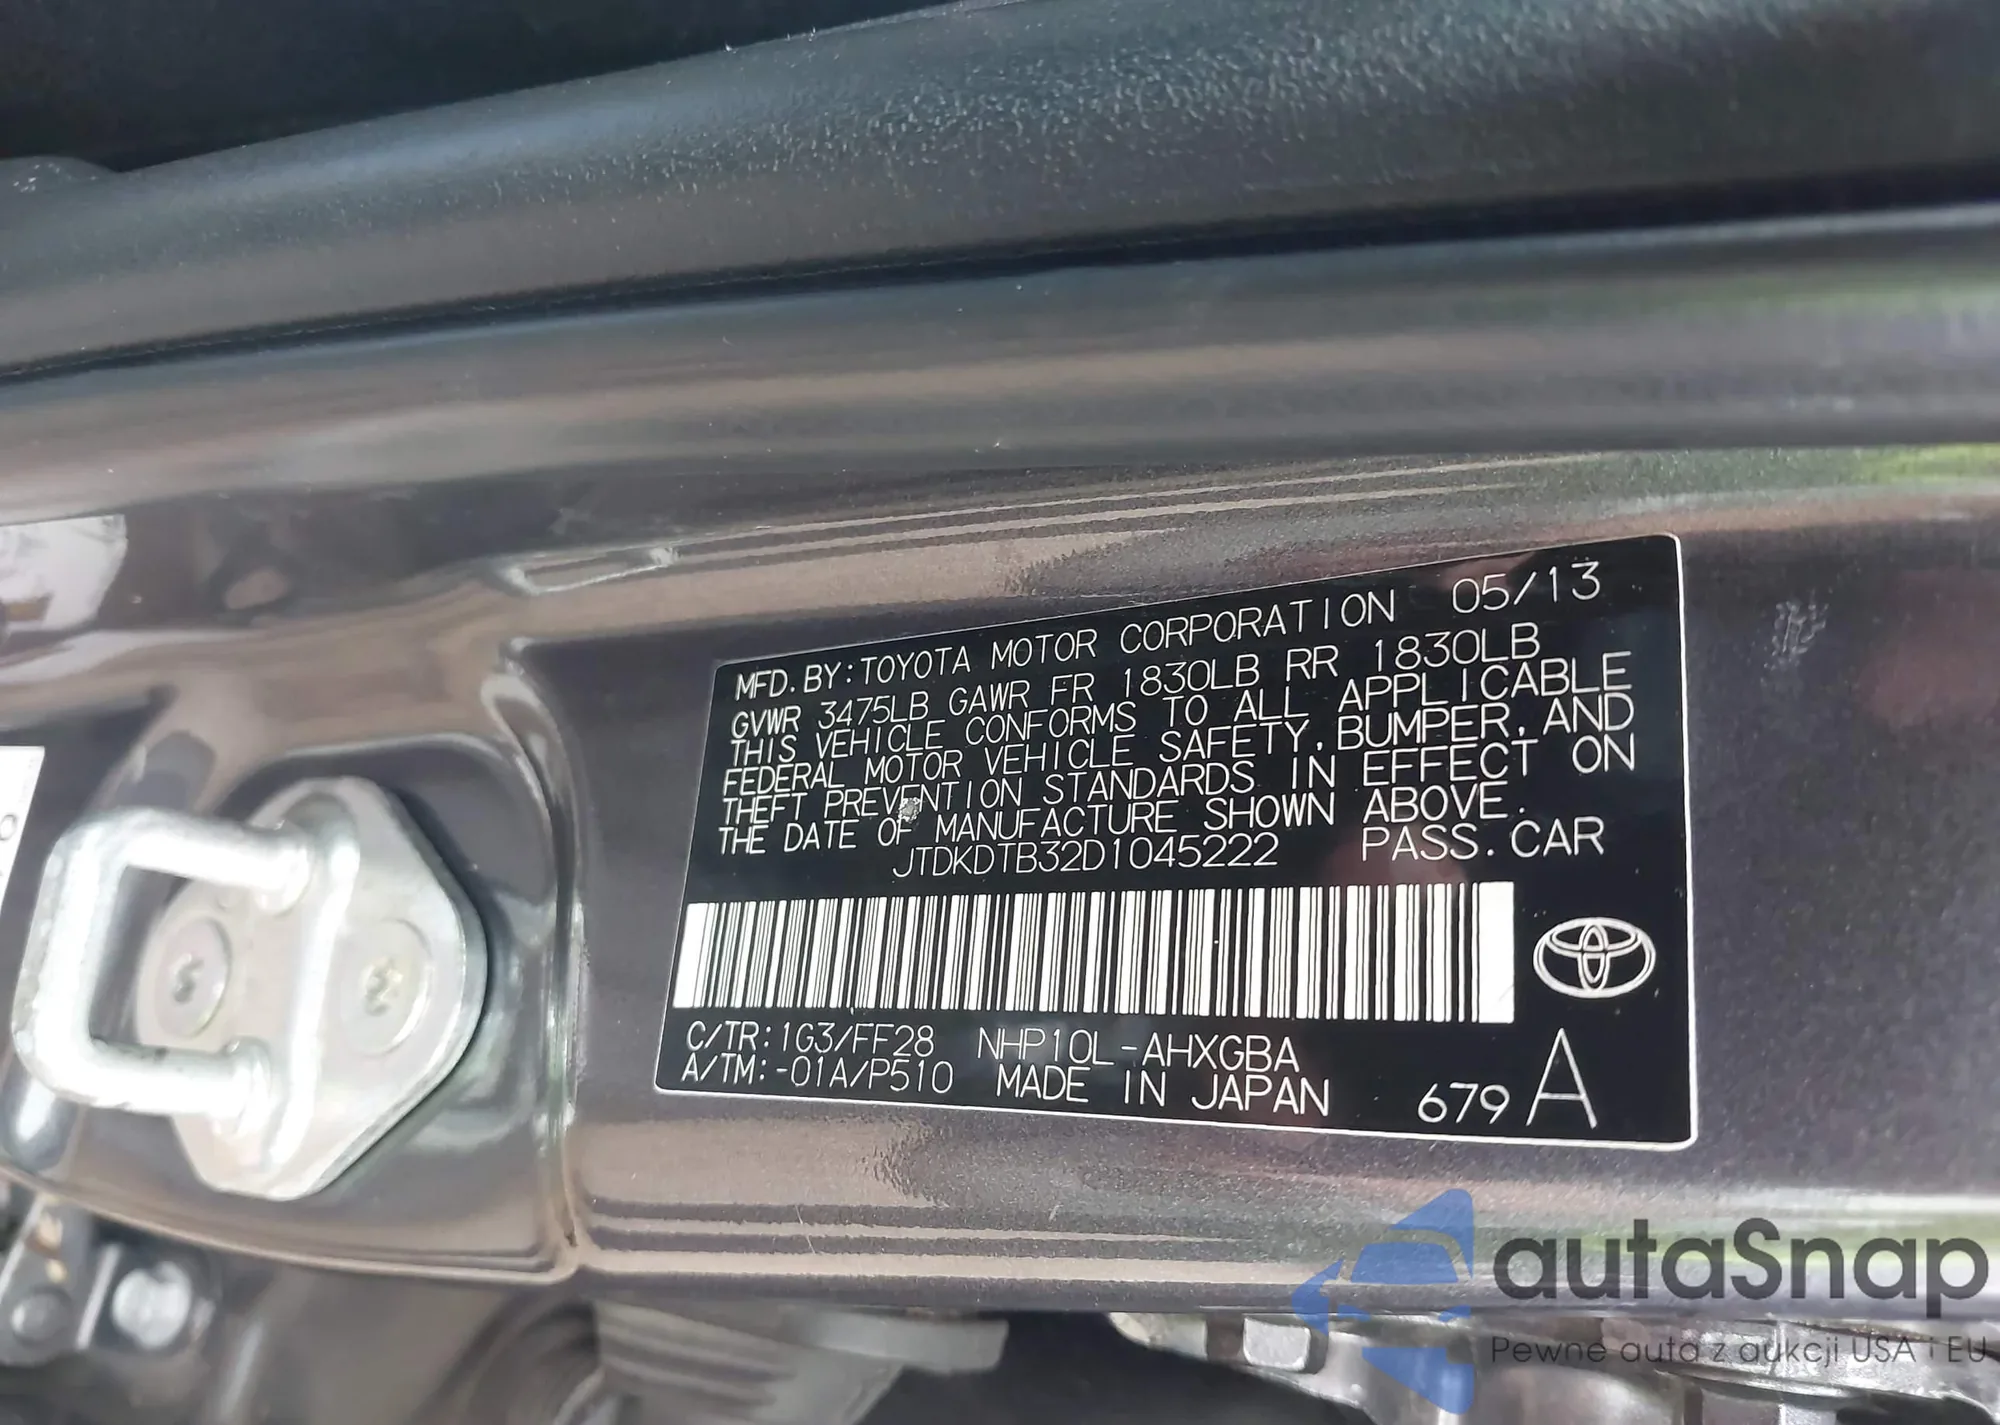 MFD. BY: TOYOTA MOTOR CORPORATION 05/13
GVWR 3475LB GAWR FR 1830LB RR 1830LB
THIS VEHICLE CONFORMS TO ALL APPLICABLE
FEDERAL MOTOR VEHICLE SAFETY, BUMPER, AND
THEFT PREVENTION STANDARDS IN EFFECT ON
THE DATE OF MANUFACTURE SHOWN ABOVE.
JTDKDTB32D1045222 PASS. CAR
C/TR: 1G3/FF28 NHP10L-AHXGBA
A/TM: -01A/P510 MADE IN JAPAN 679 A
autaSnap
Pewne auta z aukcji USA i EU